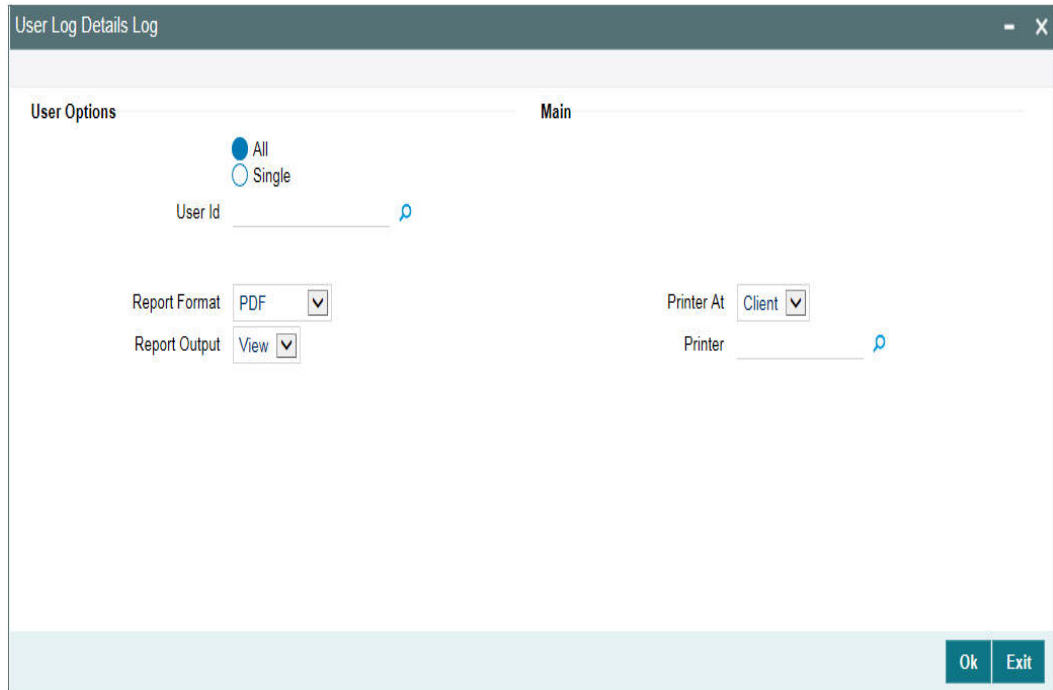 User Log Details Log
User Options
Main
All
Single
User Id
Report Format PDF
Printer At Client
Report Output View
Printer
Ok Exit